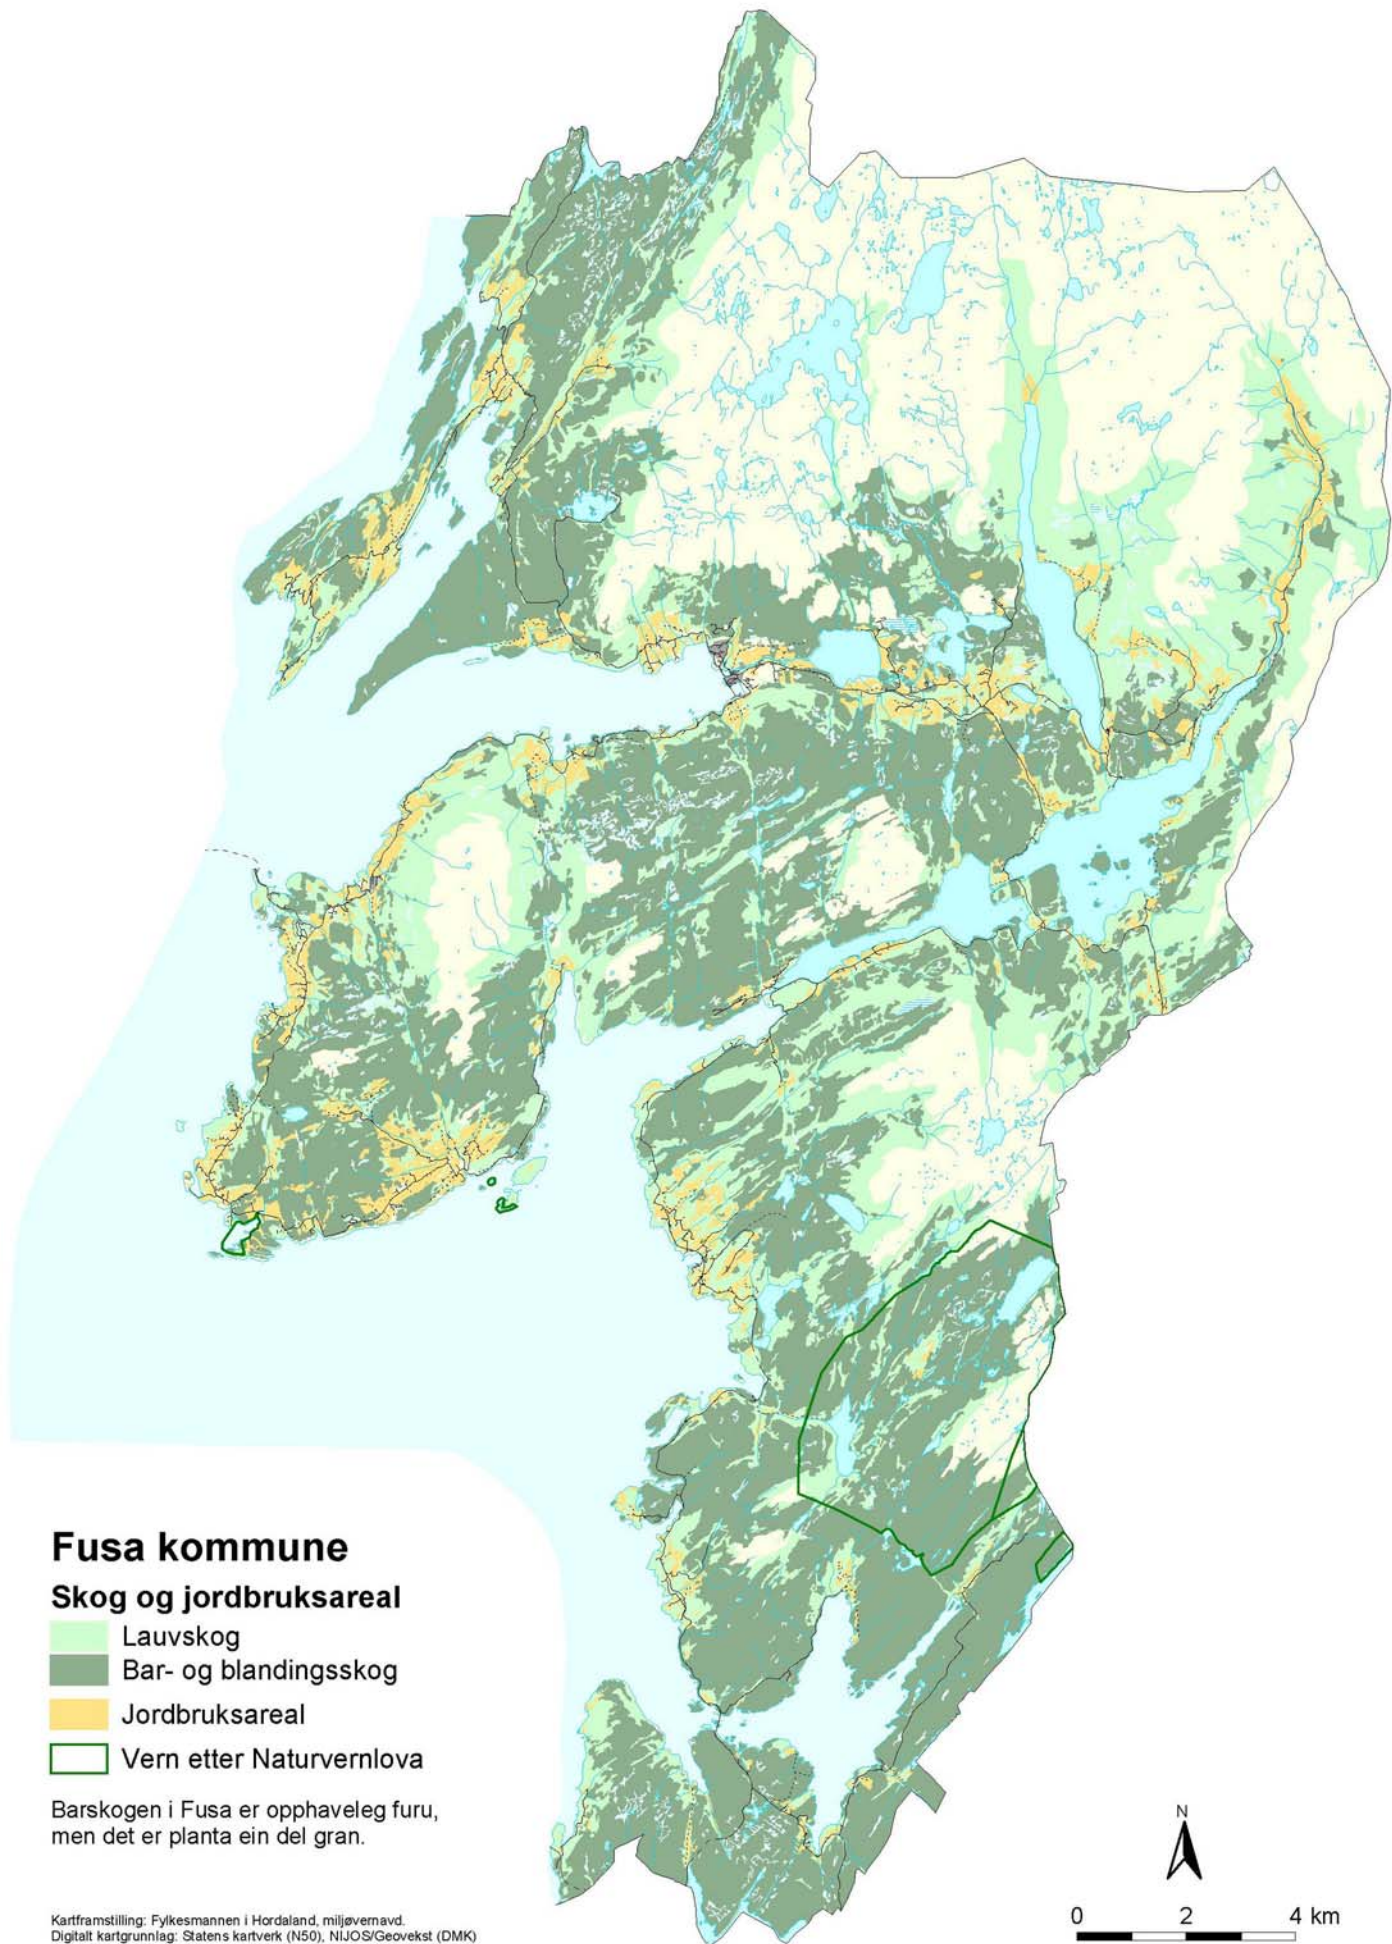 Fusa kommune
Skog og jordbruksareal
Lauvskog
Bar- og blandingsskog
Jordbruksareal
Vern etter Naturvernlova
Barskogen i Fusa er opphaveleg furu,
men det er planta ein del gran.
Kartframstilling: Fylkesmannen i Hordaland, miljøvernavd.
Digitalt kartgrunnlag: Statens kartverk (N50), NIJOS/Geovekst (DMK)
N
0 2 4 km